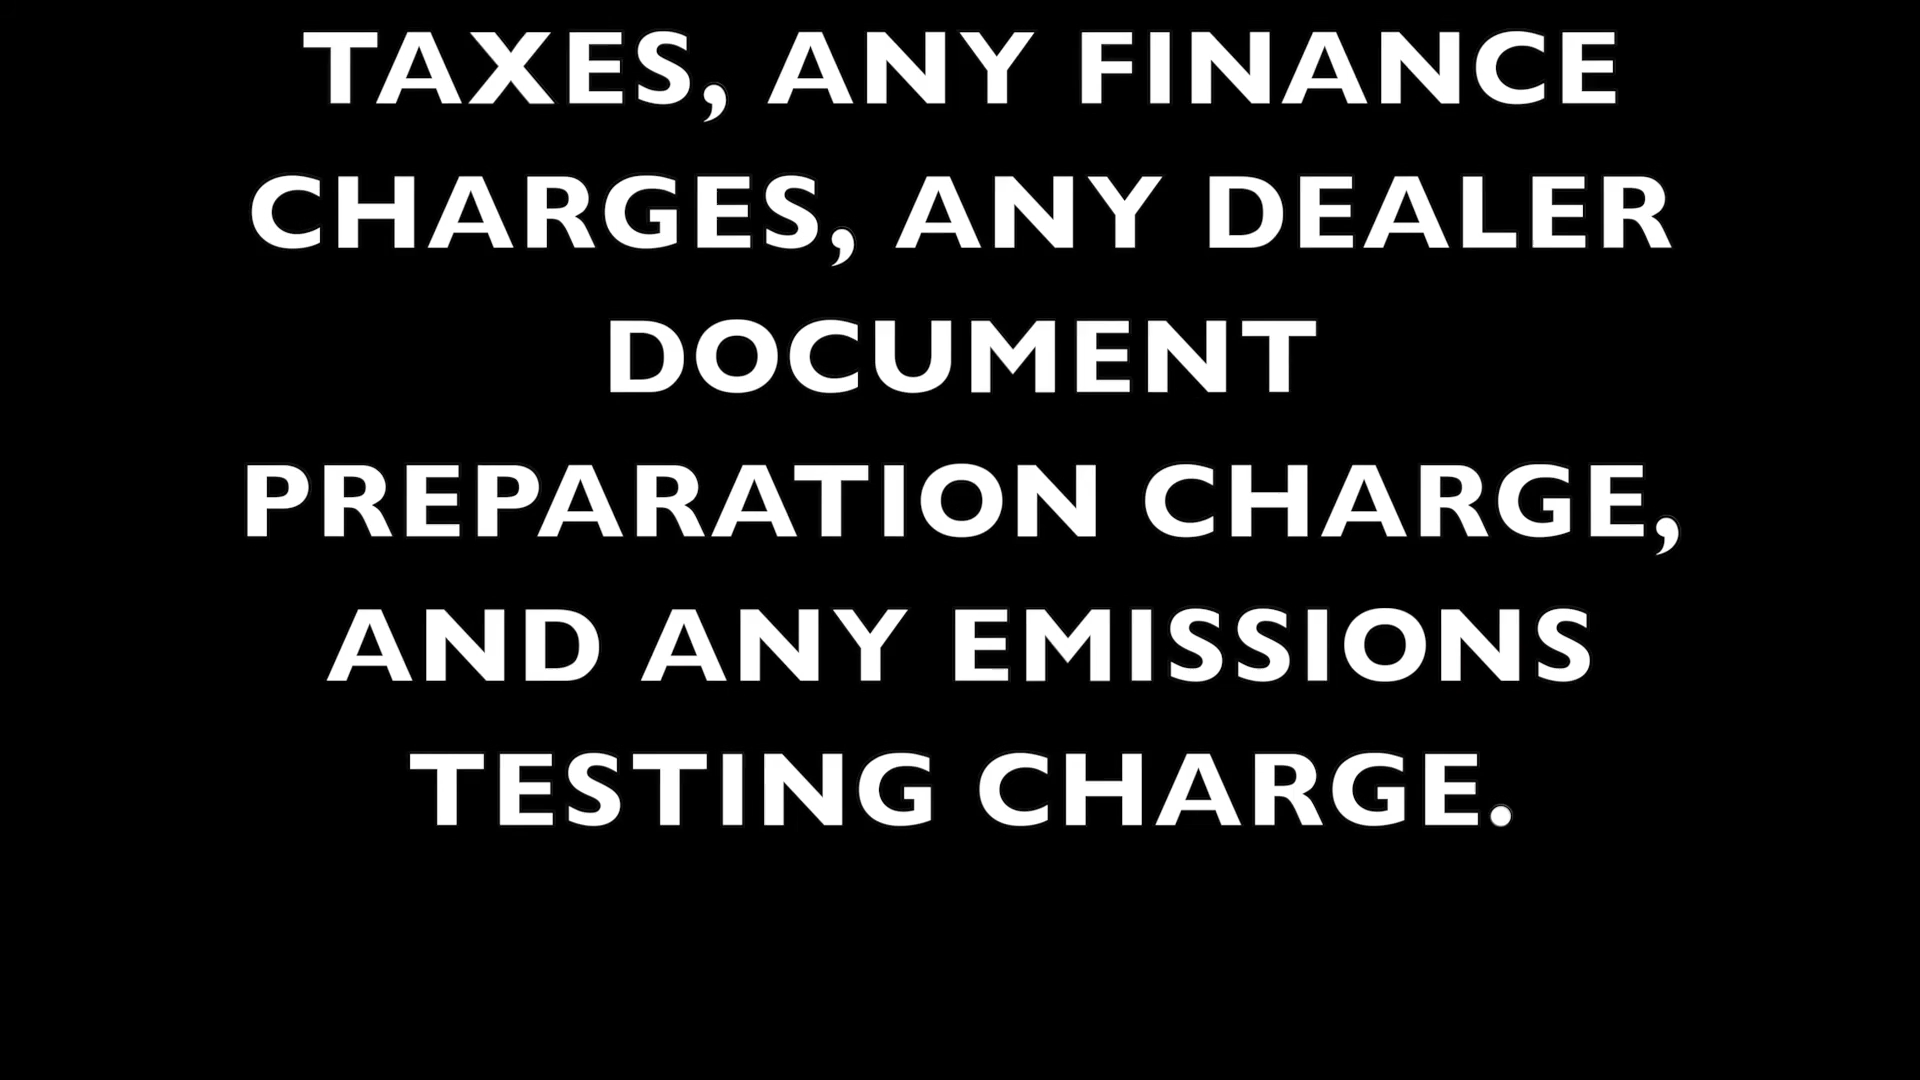 TAXES, ANY FINANCE
CHARGES, ANY DEALER
DOCUMENT
PREPARATION CHARGE,
AND ANY EMISSIONS
TESTING CHARGE.